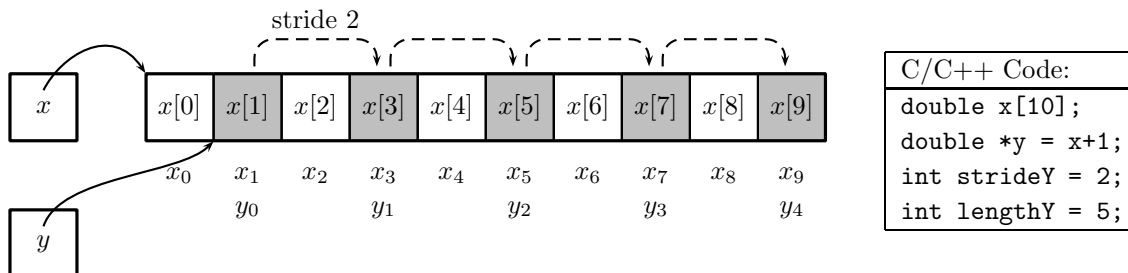 stride 2
x
x[0] x[1] x[2] x[3] x[4] x[5] x[6] x[7] x[8] x[9]
x₀ x₁ x₂ x₃ x₄ x₅ x₆ x₇ x₈ x₉
y₀ y₁ y₂ y₃ y₄
y
C/C++ Code:
double x[10];
double *y = x+1;
int strideY = 2;
int lengthY = 5;